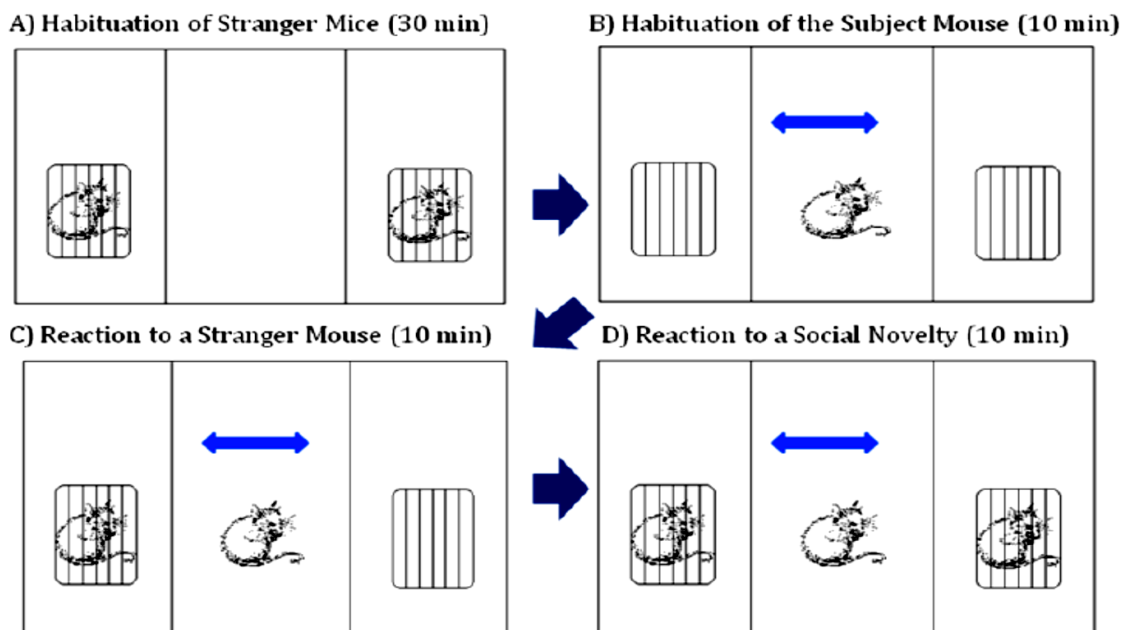 A) Habituation of Stranger Mice (30 min)
B) Habituation of the Subject Mouse (10 min)
C) Reaction to a Stranger Mouse (10 min)
D) Reaction to a Social Novelty (10 min)